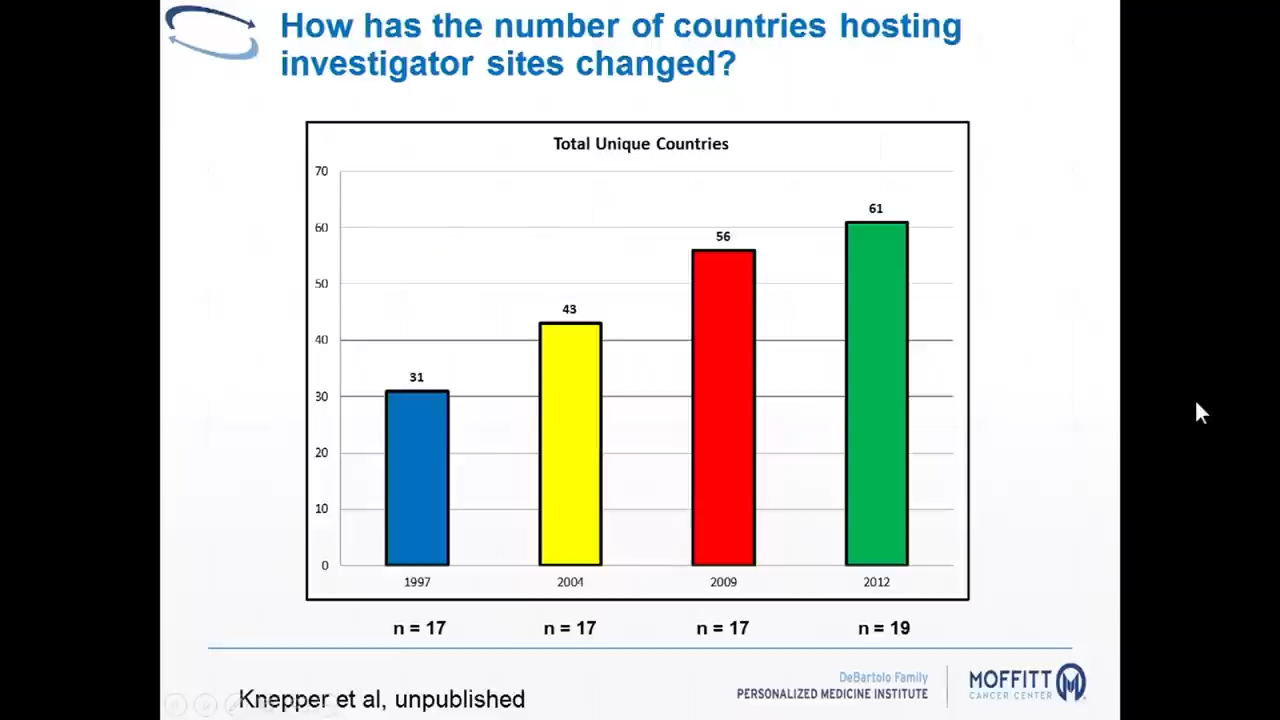 How has the number of countries hosting
investigator sites changed?
Total Unique Countries
70
60
50
40
30
20
10
0
31
43
56
61
1997 2004 2009 2012
n = 17 n = 17 n = 17 n = 19
Knepper et al, unpublished
DeBartolo Family
PERSONALIZED MEDICINE INSTITUTE
MOFFITT
CANCER CENTER